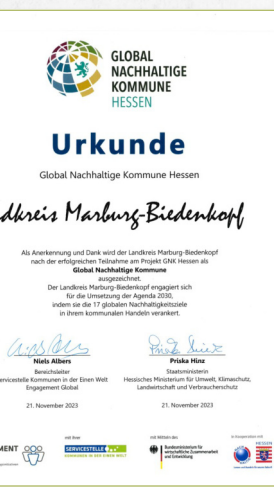 GLOBAL
NACHHALTIGE
KOMMUNE
HESSEN
Urkunde
Global Nachhaltige Kommune Hessen
dkreis Marburg-Biedenkopf
Als Anerkennung und Dank wird der Landkreis Marburg-Biedenkopf
nach der erfolgreichen Teilnahme am Projekt GNK Hessen als
Global Nachhaltige Kommune
ausgezeichnet.
Der Landkreis Marburg-Biedenkopf engagiert sich
für die Umsetzung der Agenda 2030,
indem sie die 17 globalen Nachhaltigkeitsziele
in ihrem kommunalen Handeln verankert.
Niels Albers
Bereichsleiter
ervicestelle Kommunen in der Einen Welt
Engagement Global
21. November 2023
Priska Hinz
Staatsministerin
Hessisches Ministerium für Umwelt, Klimaschutz,
Landwirtschaft und Verbraucherschutz
21. November 2023
MENT
mit ihrer
SERVICESTELLE
KOMMUNEN IN DER EINEN WELT
mit Mitteln des
Bundesministerium für
wirtschaftliche Zusammenarbeit
und Entwicklung
in Kooperation mit
HESSEN